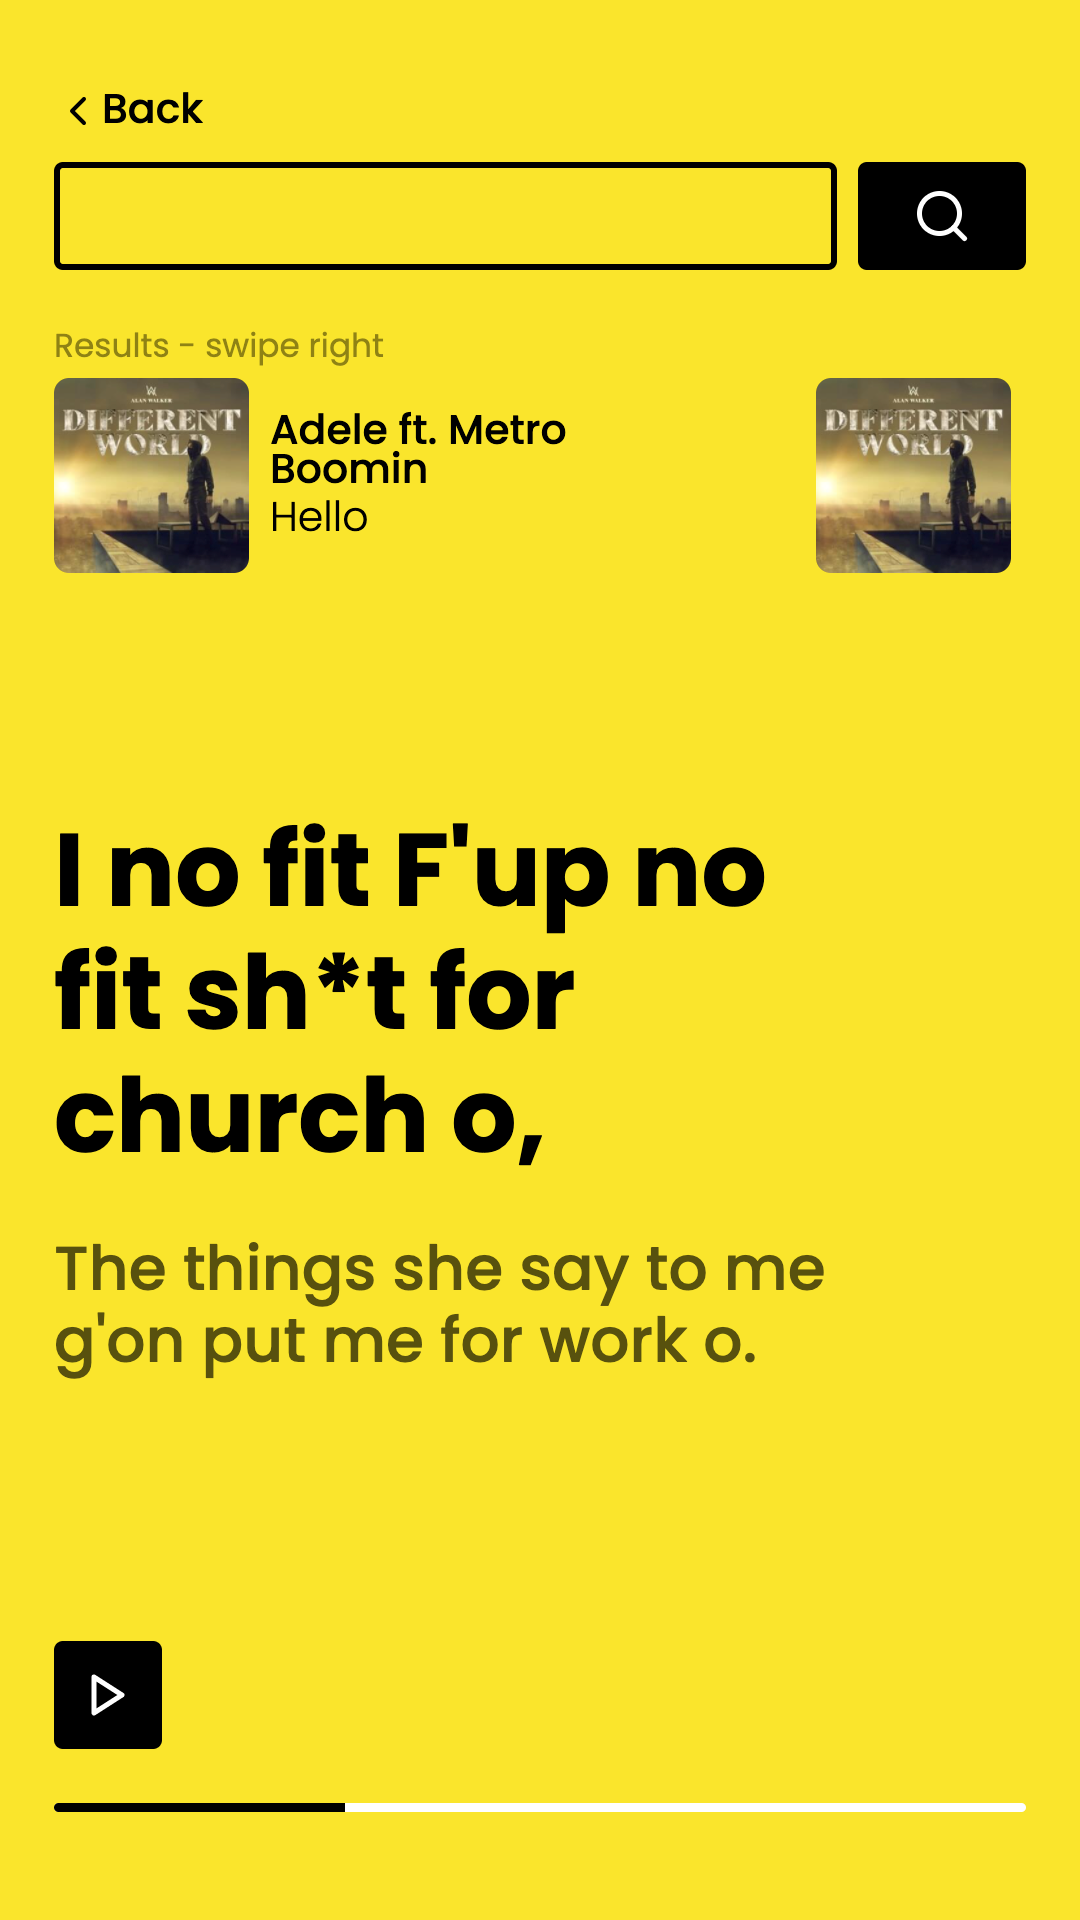 Back
Results - swipe right
ALAN WALKER
DIFFERENT
WORLD
Adele ft. Metro
Boomin
Hello
ALAN WALKER
DIFFERENT
WORLD
I no fit F'up no
fit sh*t for
church o,
The things she say to me
g'on put me for work o.